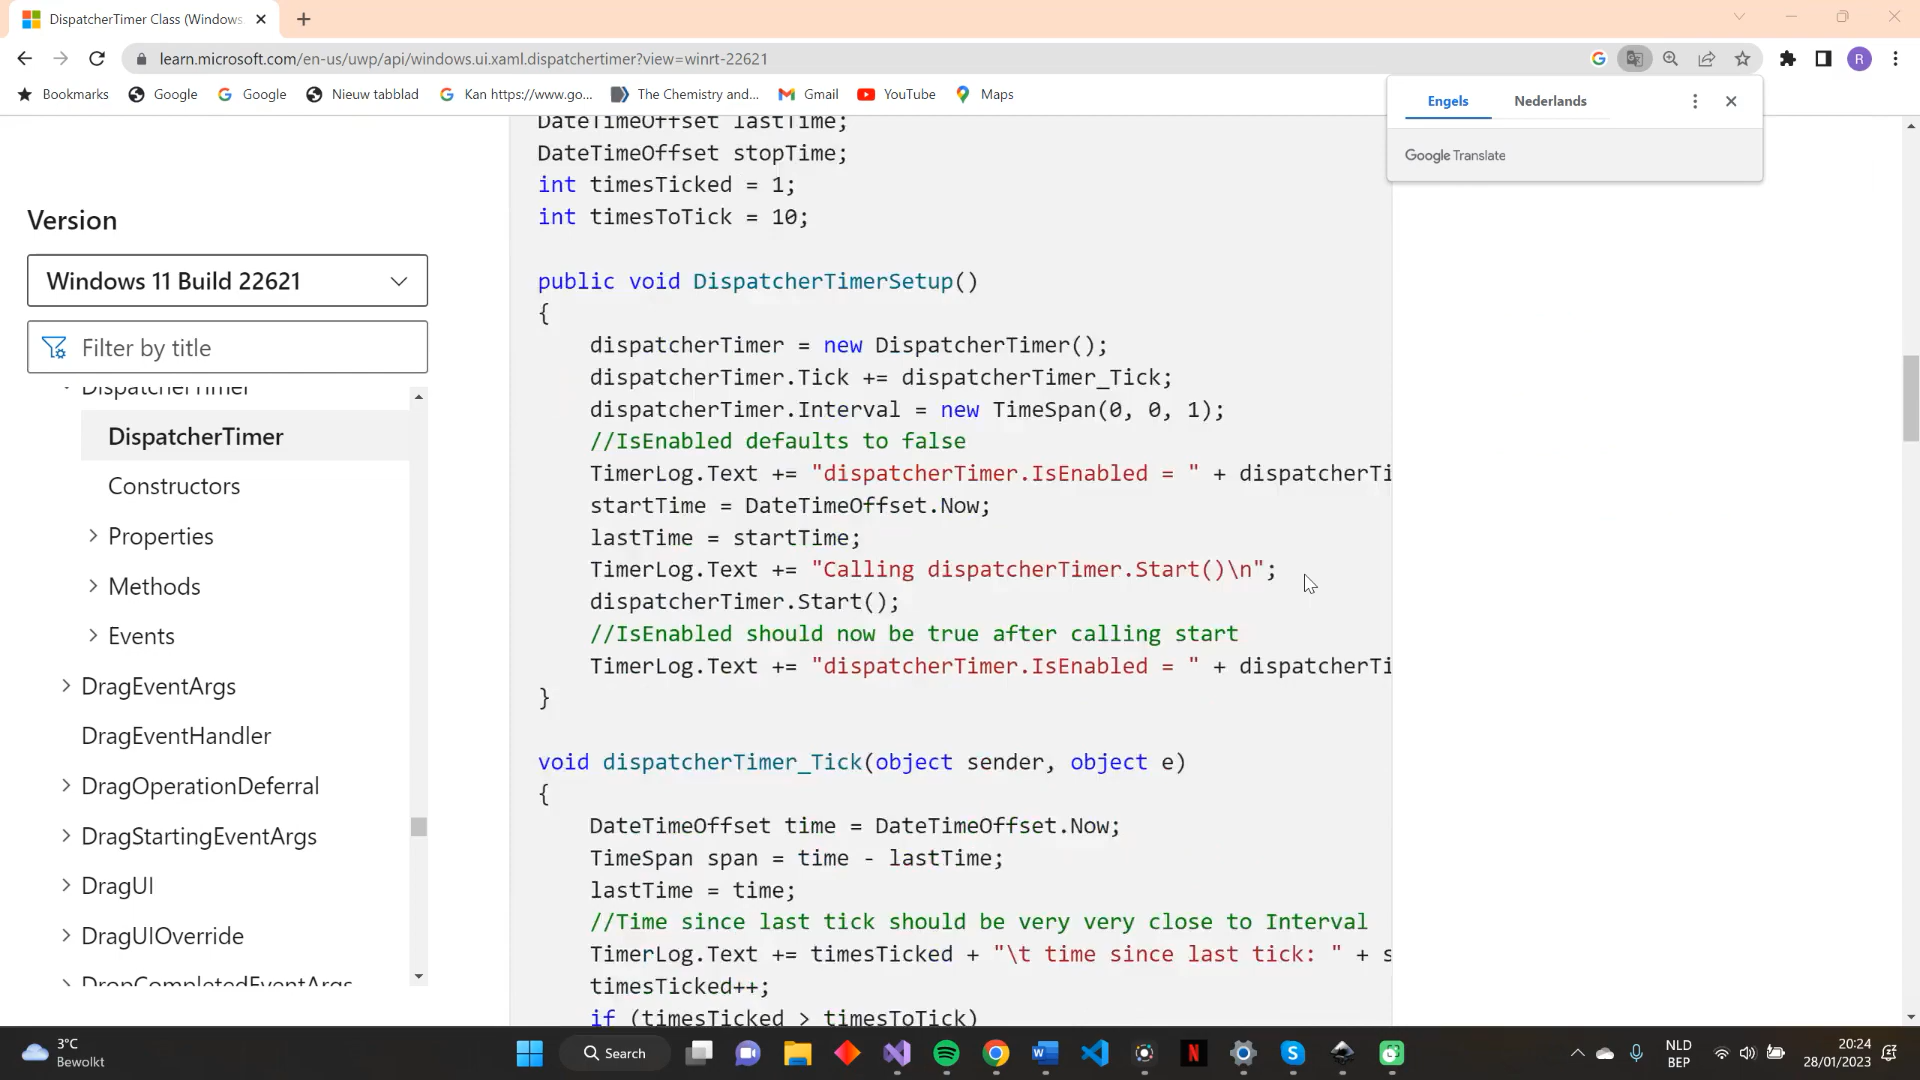 DispatcherTimer Class (Windows
learn.microsoft.com/en-us/uwp/api/windows.ui.xaml.dispatchertimer?view=winrt-22621
R
Bookmarks
Google
Google
Nieuw tabblad
Kan https://www.go...
The Chemistry and...
Gmail
YouTube
Maps
Engels
Nederlands
Google Translate
Version
Windows 11 Build 22621
Filter by title
DispatcherTimer
DispatcherTimer
Constructors
Properties
Methods
Events
DragEventArgs
DragEventHandler
DragOperationDeferral
DragStartingEventArgs
DragUI
DragUIOverride
DropCompletedEventArgs
DateTimeOffset lastTime;
DateTimeOffset stopTime;
int timesTicked = 1;
int timesToTick = 10;
public void DispatcherTimerSetup()
{
dispatcherTimer = new DispatcherTimer();
dispatcherTimer.Tick += dispatcherTimer_Tick;
dispatcherTimer.Interval = new TimeSpan(0, 0, 1);
//IsEnabled defaults to false
TimerLog.Text += "dispatcherTimer.IsEnabled = " + dispatcherTi
startTime = DateTimeOffset.Now;
lastTime = startTime;
TimerLog.Text += "Calling dispatcherTimer.Start()\n";
dispatcherTimer.Start();
//IsEnabled should now be true after calling start
TimerLog.Text += "dispatcherTimer.IsEnabled = " + dispatcherTi
}
void dispatcherTimer_Tick(object sender, object e)
{
DateTimeOffset time = DateTimeOffset.Now;
TimeSpan span = time - lastTime;
lastTime = time;
//Time since last tick should be very very close to Interval
TimerLog.Text += timesTicked + "\t time since last tick: " + s
timesTicked++;
if (timesTicked > timesToTick)
3°C
Bewolkt
Search
N
NLD
BEP
20:24
28/01/2023